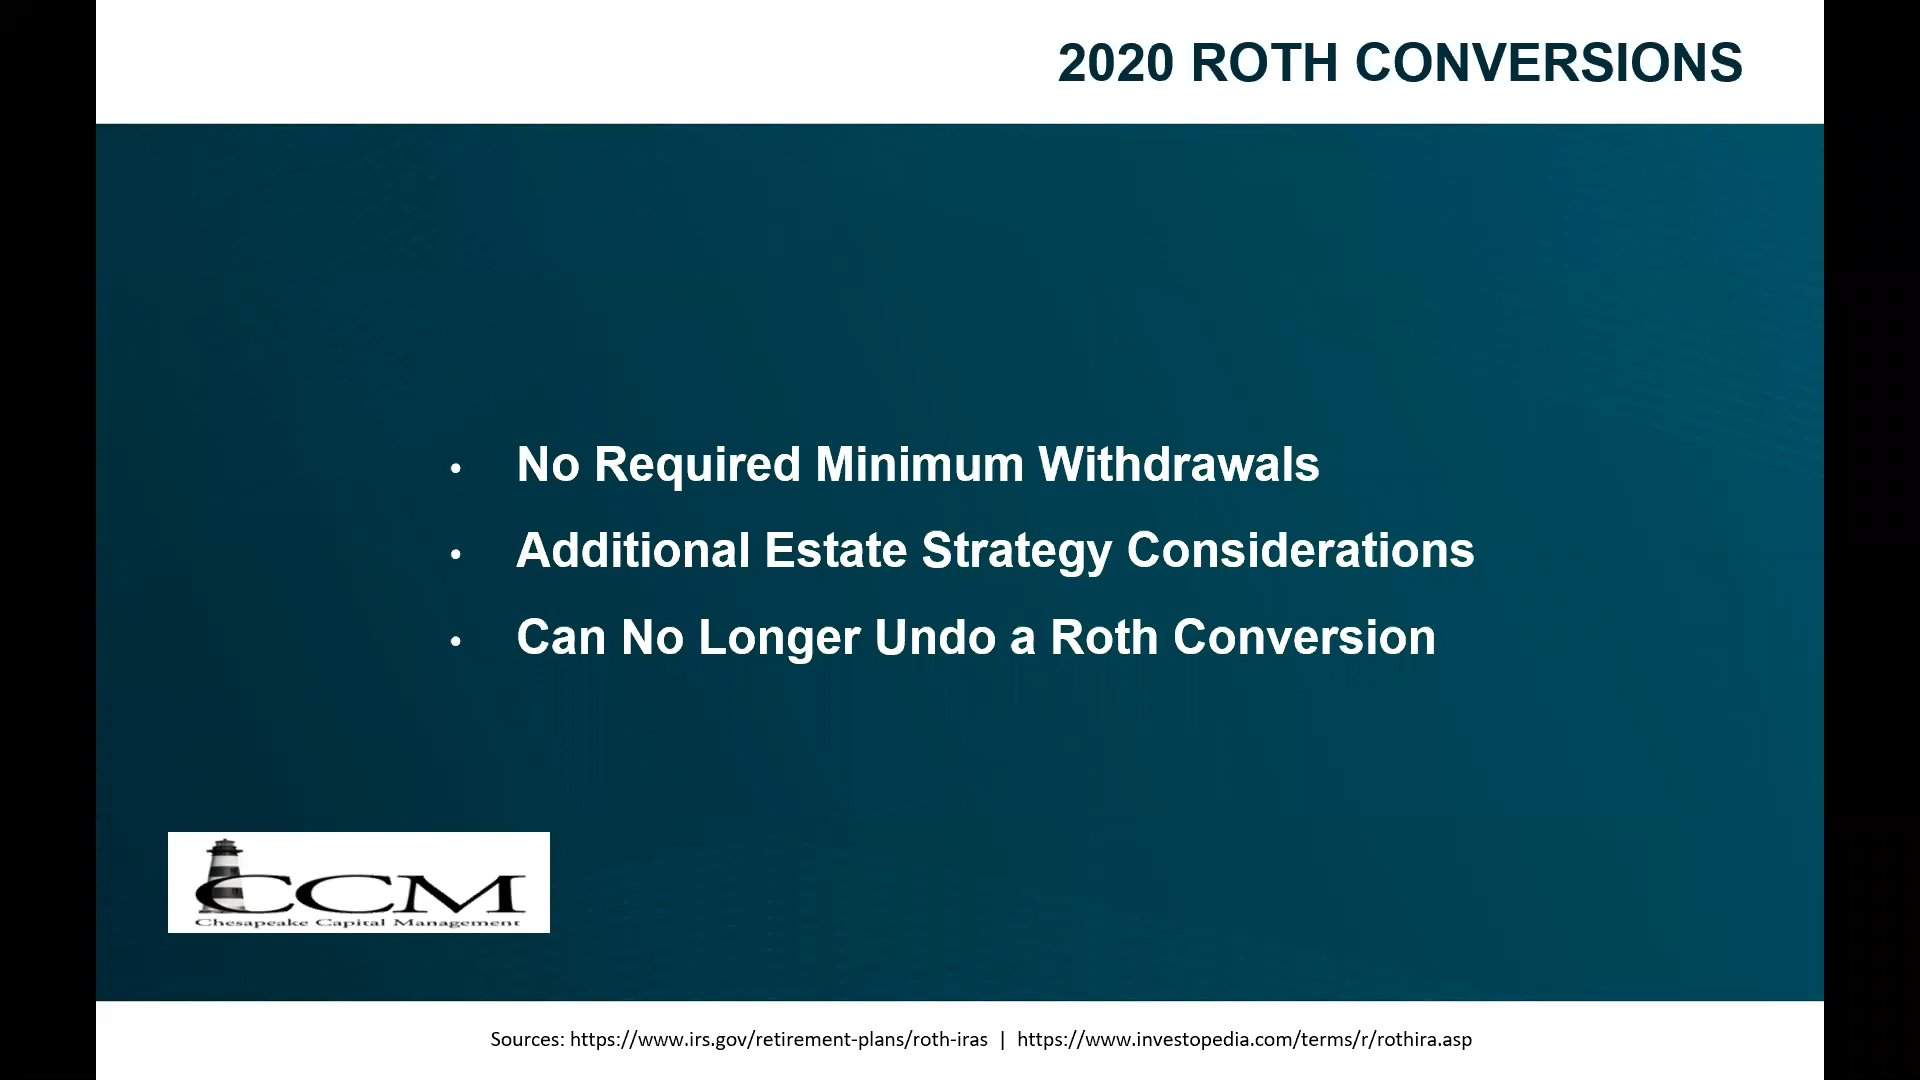 2020 ROTH CONVERSIONS
• No Required Minimum Withdrawals
• Additional Estate Strategy Considerations
• Can No Longer Undo a Roth Conversion
CCM
Chesapeake Capital Management
Sources: https://www.irs.gov/retirement-plans/roth-iras | https://www.investopedia.com/terms/r/rothira.asp